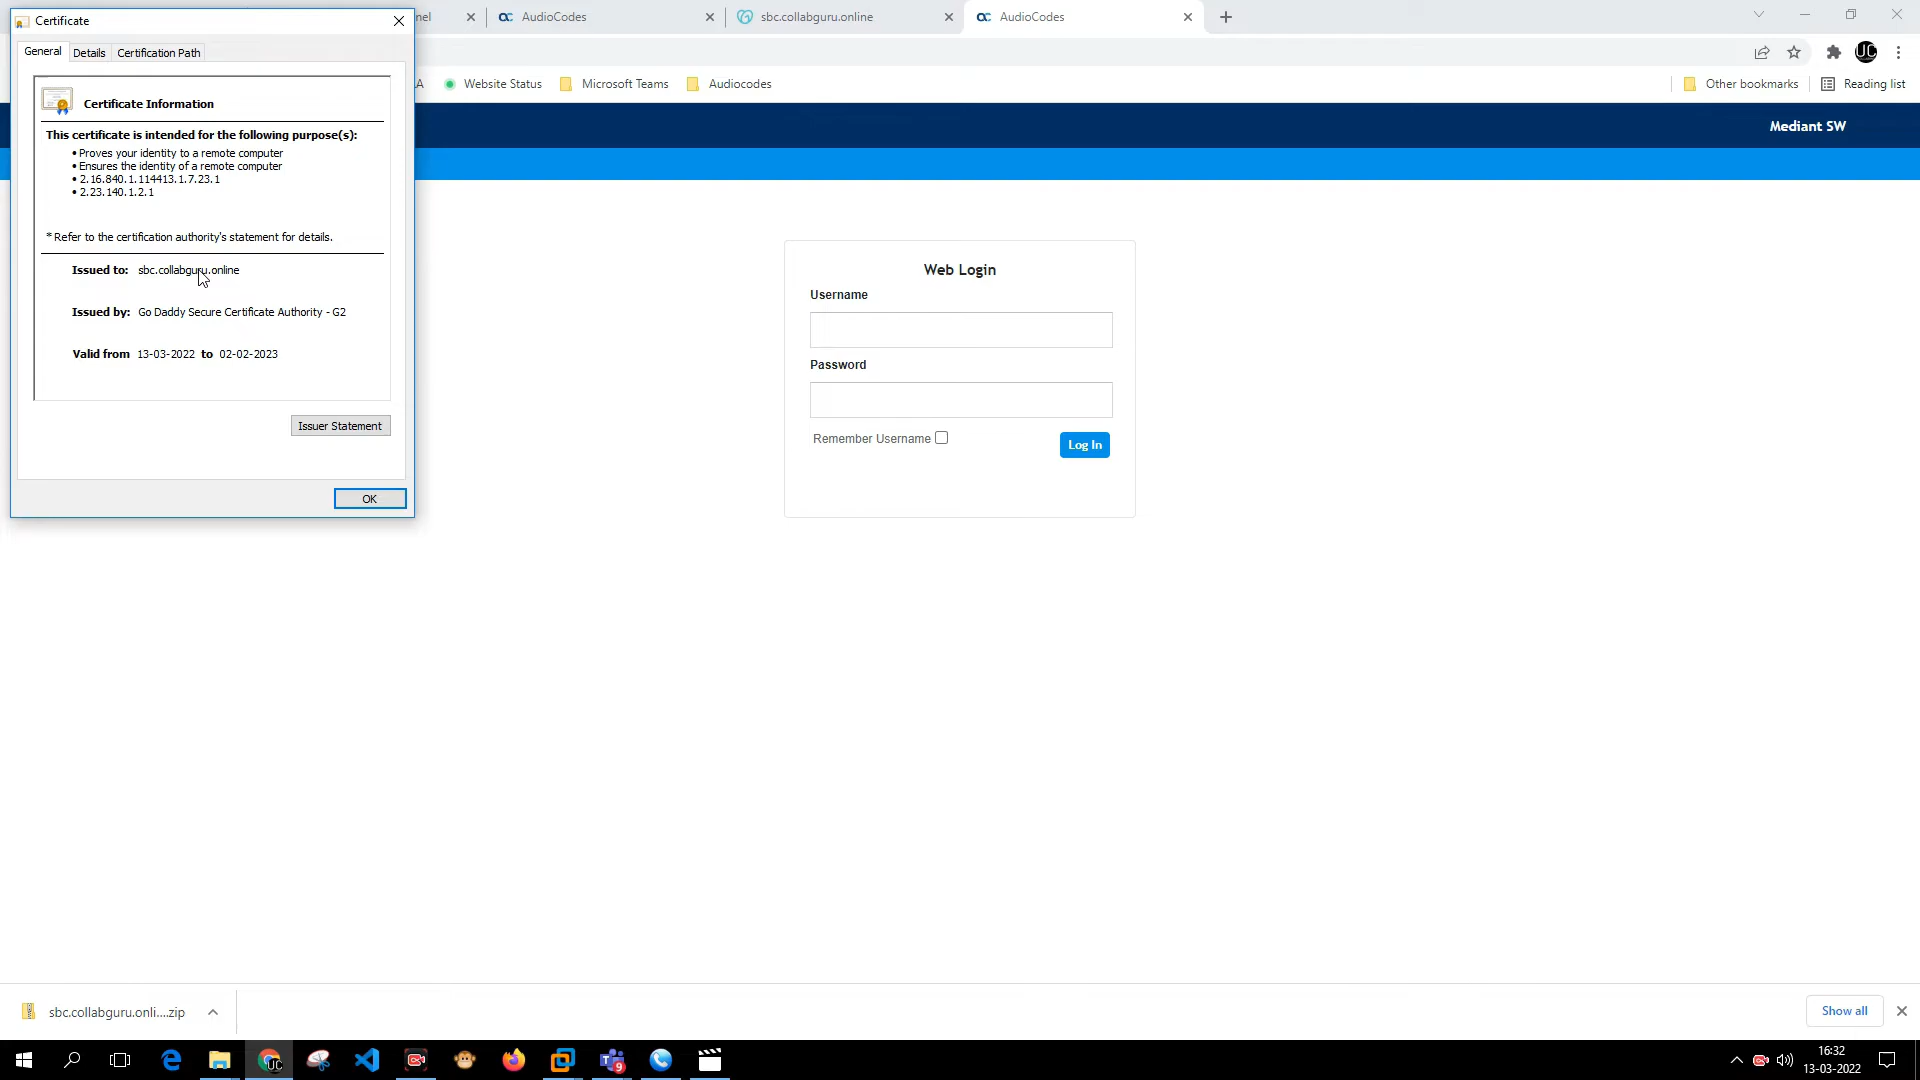 Certificate
nel
AudioCodes
sbc.collabguru.online
AudioCodes
General
Details
Certification Path
A
Website Status
Microsoft Teams
Audiocodes
Other bookmarks
Reading list
Certificate Information
Mediant SW
This certificate is intended for the following purpose(s):
• Proves your identity to a remote computer
• Ensures the identity of a remote computer
• 2.16.840.1.114413.1.7.23.1
• 2.23.140.1.2.1
* Refer to the certification authority's statement for details.
Issued to: sbc.collabguru.online
Issued by: Go Daddy Secure Certificate Authority - G2
Valid from 13-03-2022 to 02-02-2023
Issuer Statement
OK
Web Login
Username
Password
Remember Username
Log In
sbc.collabguru.onli....zip
Show all
UC
9
16:32
13-03-2022